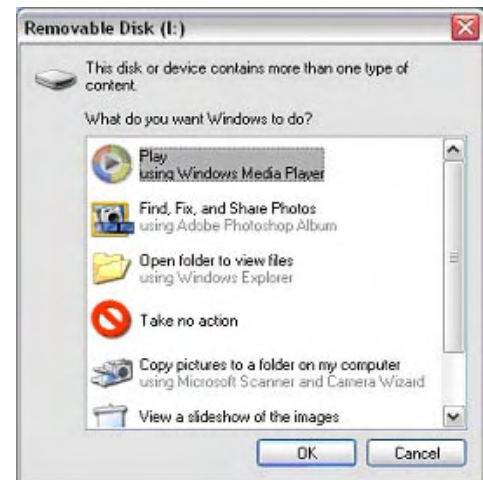 Removable Disk (I:)
This disk or device contains more than one type of
content.
What do you want Windows to do?
Play
using Windows Media Player
Find, Fix, and Share Photos
using Adobe Photoshop Album
Open folder to view files
using Windows Explorer
Take no action
Copy pictures to a folder on my computer
using Microsoft Scanner and Camera Wizard
View a slideshow of the images
OK Cancel